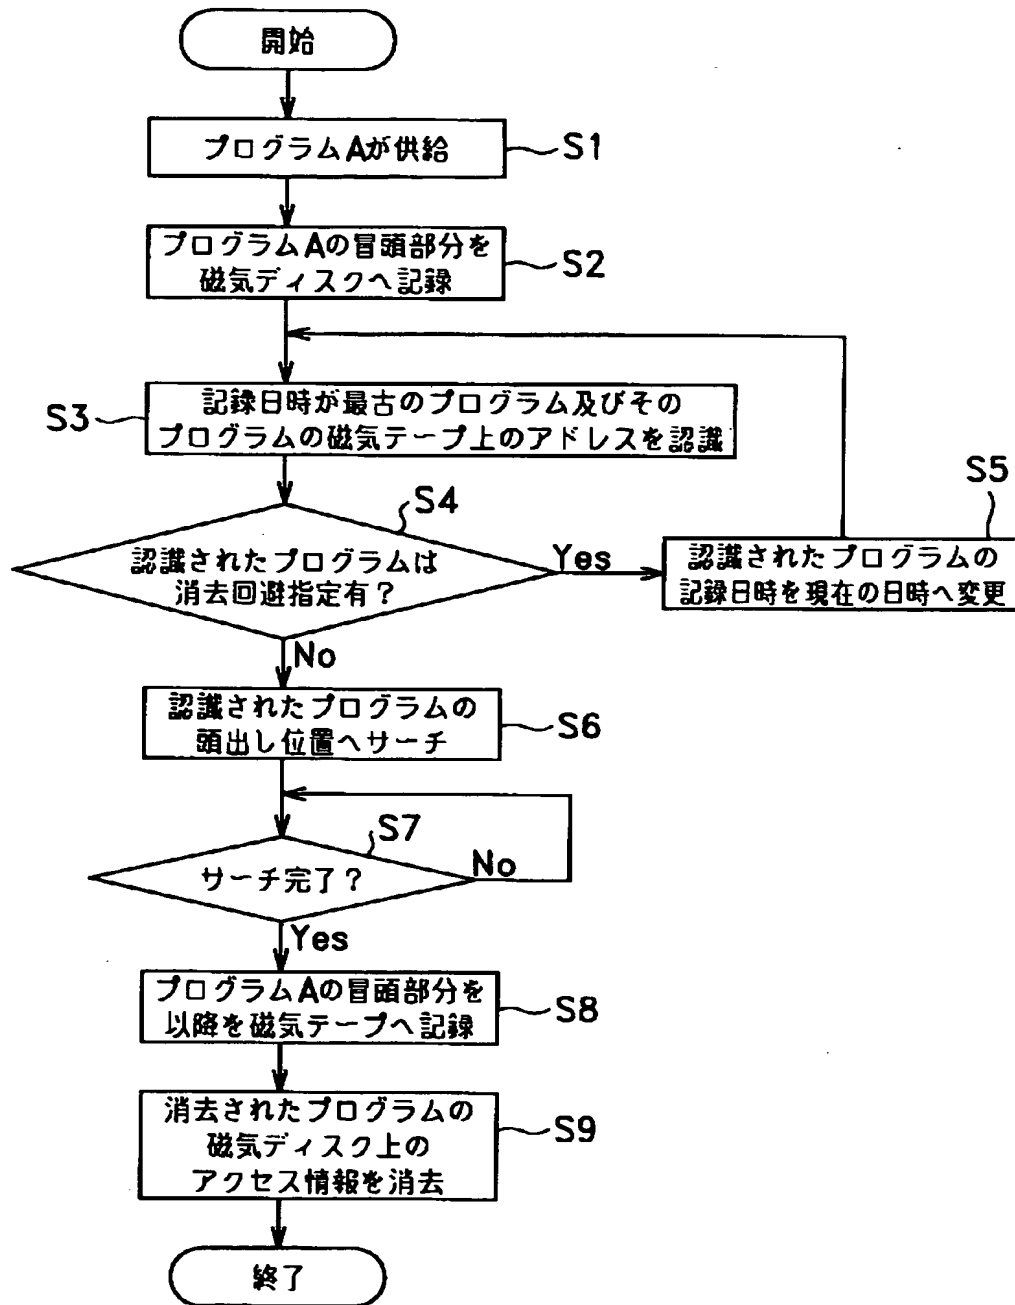 開始
プログラムAが供給
S1
プログラムAの冒頭部分を
磁気ディスクへ記録
S2
記録日時が最古のプログラム及びその
プログラムの磁気テープ上のアドレスを認識
S3
S4
認識されたプログラムは
消去回避指定有?
Yes
S5
認識されたプログラムの
記録日時を現在の日時へ変更
No
認識されたプログラムの
頭出し位置へサーチ
S6
S7
サーチ完了?
No
Yes
プログラムAの冒頭部分を
以降を磁気テープへ記録
S8
消去されたプログラムの
磁気ディスク上の
アクセス情報を消去
S9
終了